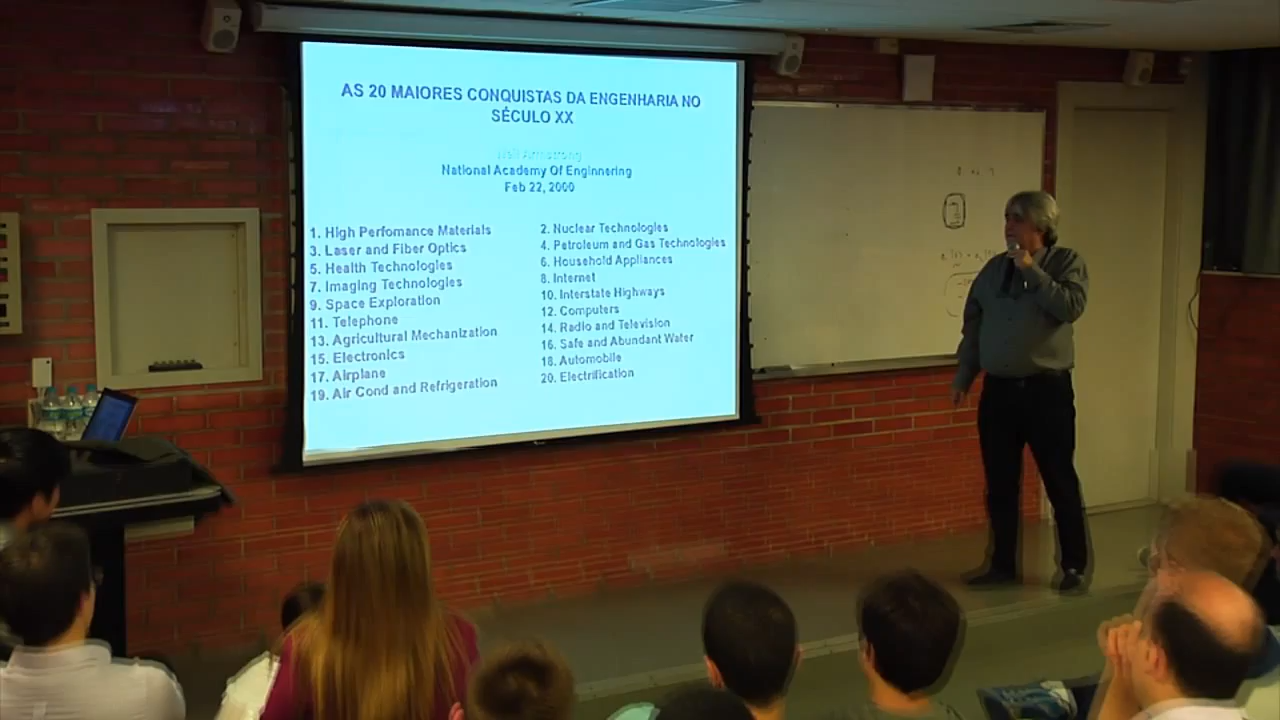 AS 20 MAIORES CONQUISTAS DA ENGENHARIA NO
SÉCULO XX
Neil Armstrong
National Academy Of Enginnering
Feb 22, 2000
1. High Perfomance Materials
2. Nuclear Technologies
3. Laser and Fiber Optics
4. Petroleum and Gas Technologies
5. Health Technologies
6. Household Appliances
7. Imaging Technologies
8. Internet
9. Space Exploration
10. Interstate Highways
11. Telephone
12. Computers
13. Agricultural Mechanization
14. Radio and Television
15. Electronics
16. Safe and Abundant Water
17. Airplane
18. Automobile
19. Air Cond and Refrigeration
20. Electrification